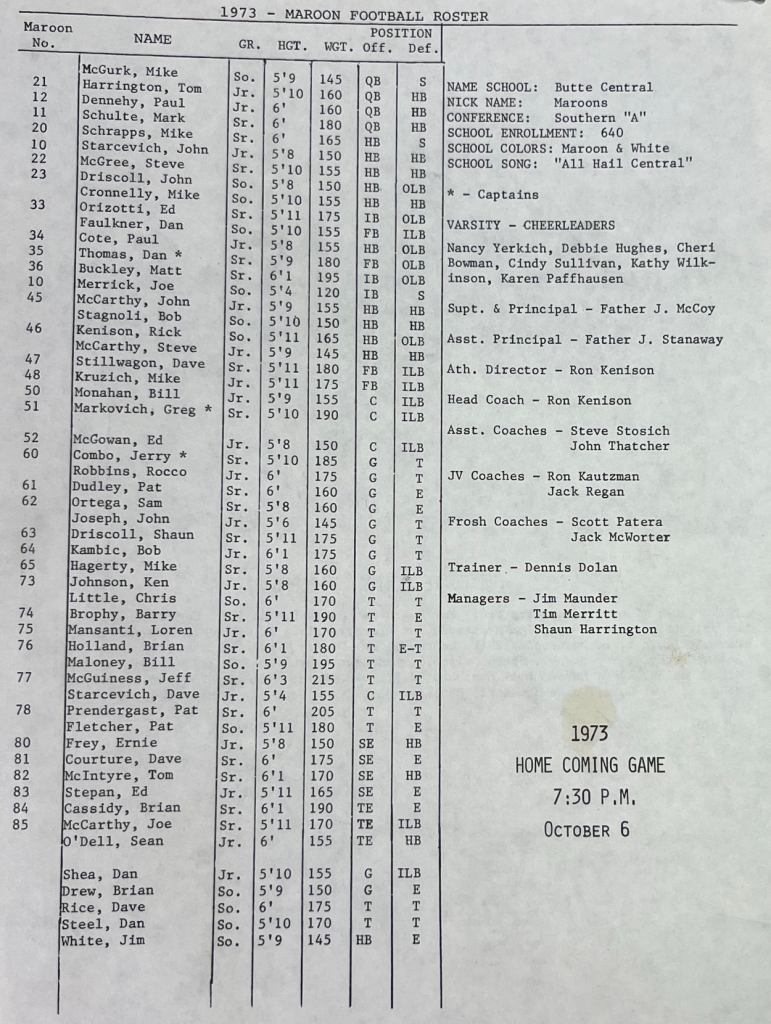 1973 - MAROON FOOTBALL ROSTER
Maroon No. NAME GR. HGT. WGT. POSITION Off. Def.
McGurk, Mike So. 5'9 145 QB S
21 Harrington, Tom Jr. 5'10 160 QB HB
12 Dennehy, Paul Jr. 6' 160 QB HB
11 Schulte, Mark Sr. 6' 180 QB HB
20 Schrapps, Mike Sr. 6' 165 HB S
10 Starcevich, John Jr. 5'8 150 HB HB
22 McGree, Steve Sr. 5'10 155 HB HB
23 Driscoll, John So. 5'8 150 HB OLB
Cronnelly, Mike So. 5'10 155 HB HB
33 Orizotti, Ed Sr. 5'11 175 IB OLB
Faulkner, Dan So. 5'10 155 FB ILB
34 Cote, Paul Jr. 5'8 155 HB OLB
35 Thomas, Dan * Sr. 5'9 180 FB OLB
36 Buckley, Matt Sr. 6'1 195 IB OLB
10 Merrick, Joe So. 5'4 120 IB S
45 McCarthy, John Jr. 5'9 155 HB HB
Stagnoli, Bob So. 5'10 150 HB HB
46 Kenison, Rick So. 5'11 165 HB OLB
McCarthy, Steve Jr. 5'9 145 HB HB
47 Stillwagon, Dave Sr. 5'11 180 FB ILB
48 Kruzich, Mike Jr. 5'11 175 FB ILB
50 Monahan, Bill Jr. 5'9 155 C ILB
51 Markovich, Greg * Sr. 5'10 190 C ILB
52 McGowan, Ed Jr. 5'8 150 C ILB
60 Combo, Jerry * Sr. 5'10 185 G T
Robbins, Rocco Jr. 6' 175 G T
61 Dudley, Pat Sr. 6' 160 G E
62 Ortega, Sam Sr. 5'8 160 G E
Joseph, John Jr. 5'6 145 G T
63 Driscoll, Shaun Sr. 5'11 175 G T
64 Kambic, Bob Jr. 6'1 175 G T
65 Hagerty, Mike Sr. 5'8 160 G ILB
73 Johnson, Ken Jr. 5'8 160 G ILB
Little, Chris So. 6' 170 T T
74 Brophy, Barry Sr. 5'11 190 T E
75 Mansanti, Loren Jr. 6' 170 T T
76 Holland, Brian Sr. 6'1 180 T E-T
Maloney, Bill So. 5'9 195 T T
77 McGuiness, Jeff Sr. 6'3 215 T T
Starcevich, Dave Jr. 5'4 155 C ILB
78 Prendergast, Pat Sr. 6' 205 T T
Fletcher, Pat So. 5'11 180 T E
80 Frey, Ernie Jr. 5'8 150 SE HB
81 Courture, Dave Sr. 6' 175 SE E
82 McIntyre, Tom Sr. 6'1 170 SE HB
83 Stepan, Ed Jr. 5'11 165 SE E
84 Cassidy, Brian Sr. 6'1 190 TE E
85 McCarthy, Joe Sr. 5'11 170 TE ILB
O'Dell, Sean Jr. 6' 155 TE HB
Shea, Dan Jr. 5'10 155 G ILB
Drew, Brian So. 5'9 150 G E
Rice, Dave So. 6' 175 T T
Steel, Dan So. 5'10 170 T T
White, Jim So. 5'9 145 HB E
NAME SCHOOL: Butte Central
NICK NAME: Maroons
CONFERENCE: Southern "A"
SCHOOL ENROLLMENT: 640
SCHOOL COLORS: Maroon & White
SCHOOL SONG: "All Hail Central"
* - Captains
VARSITY - CHEERLEADERS
Nancy Yerkich, Debbie Hughes, Cheri
Bowman, Cindy Sullivan, Kathy Wilk-
inson, Karen Paffhausen
Supt. & Principal - Father J. McCoy
Asst. Principal - Father J. Stanaway
Ath. Director - Ron Kenison
Head Coach - Ron Kenison
Asst. Coaches - Steve Stosich
John Thatcher
JV Coaches - Ron Kautzman
Jack Regan
Frosh Coaches - Scott Patera
Jack McWorter
Trainer - Dennis Dolan
Managers - Jim Maunder
Tim Merritt
Shaun Harrington
1973
HOME COMING GAME
7:30 P.M.
OCTOBER 6